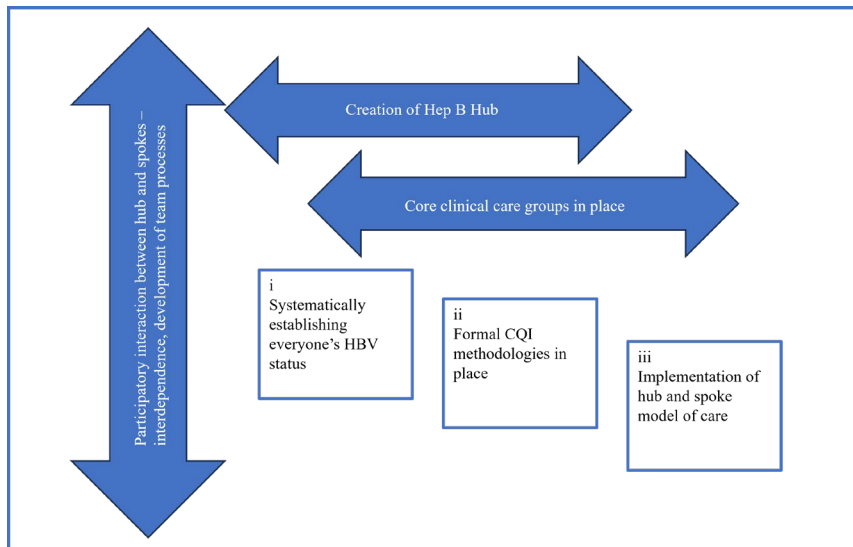 Participatory interaction between hub and spokes –
interdependence, development of team processes
Creation of Hep B Hub
Core clinical care groups in place
i
Systematically
establishing
everyone’s HBV
status
ii
Formal CQI
methodologies in
place
iii
Implementation of
hub and spoke
model of care